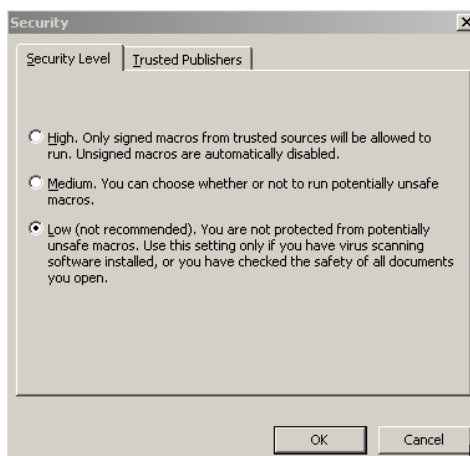 Security
Security Level
Trusted Publishers
High. Only signed macros from trusted sources will be allowed to
run. Unsigned macros are automatically disabled.
Medium. You can choose whether or not to run potentially unsafe
macros.
Low (not recommended). You are not protected from potentially
unsafe macros. Use this setting only if you have virus scanning
software installed, or you have checked the safety of all documents
you open.
OK
Cancel